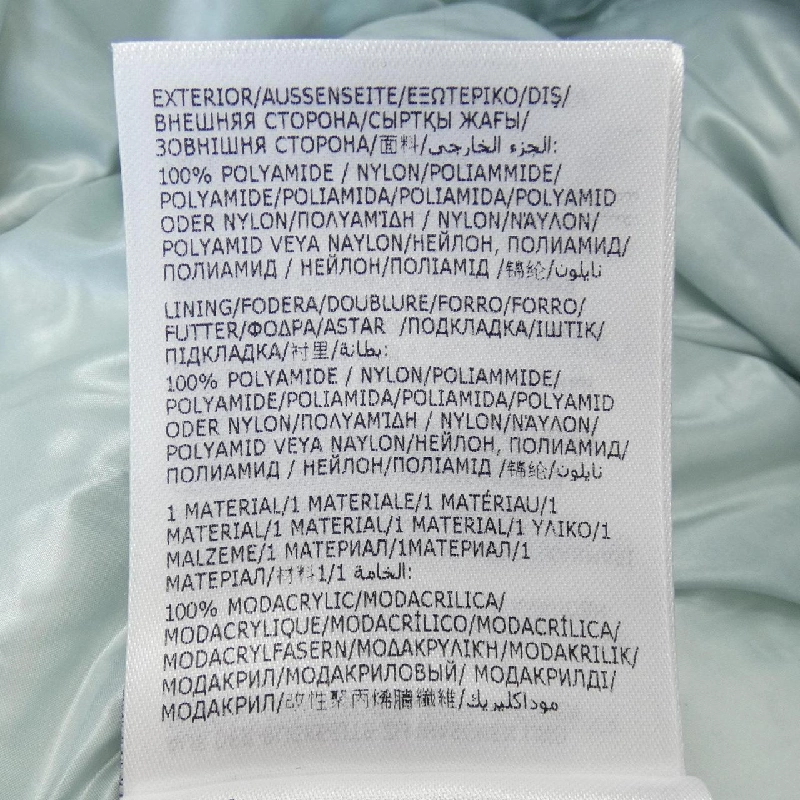 EXTERIOR/AUSSENSEITE/ΕΞΩΤΕΡΙΚΟ/DIŞ/
ВНЕШНЯЯ СТОРОНА/СЫРТҚЫ ЖАҒЫ/
ЗОВНІШНЯ СТОРОНА/面料/الجزء الخارجي:
100% POLYAMIDE / NYLON/POLIAMMIDE/
POLYAMIDE/POLIAMIDA/POLIAMIDA/POLYAMID
ODER NYLON/ΠΟΛΥΑΜΊΔΗ / NYLON/ΝΆΥΛΟΝ/
POLYAMID VEYA NAYLON/НЕЙЛОН, ПОЛИАМИД/
ПОЛИАМИД / НЕЙЛОН/ПОЛІАМІД /锦纶/نايلون
LINING/FODERA/DOUBLURE/FORRO/FORRO/
FUTTER/ΦΟΔΡΑ/ASTAR /ПОДКЛАДКА/ІШТІК/
ПІДКЛАДКА/衬里/بطانة:
100% POLYAMIDE / NYLON/POLIAMMIDE/
POLYAMIDE/POLIAMIDA/POLIAMIDA/POLYAMID
ODER NYLON/ΠΟΛΥΑΜΊΔΗ / NYLON/ΝΆΥΛΟΝ/
POLYAMID VEYA NAYLON/НЕЙЛОН, ПОЛИАМИД/
ПОЛИАМИД / НЕЙЛОН/ПОЛІАМІД /锦纶/نايلون
1 MATERIAL/1 MATERIALE/1 MATÉRIAU/1
MATERIAL/1 MATERIAL/1 MATERIAL/1 ΥΛΙΚΟ/1
MALZEME/1 МАТЕРИАЛ/1МАТЕРИАЛ/1
МАТЕРІАЛ/材料1/1 الخامة:
100% MODACRYLIC/MODACRILICA/
MODACRYLIQUE/MODACRÍLICO/MODACRÍLICA/
MODACRYLFASERN/ΜΟΔΑΚΡΥΛΙΚΉ/MODAKRILIK/
МОДАКРИЛ/МОДАКРИЛОВЫЙ/ МОДАКРИЛДІ/
МОДАКРИЛ/改性聚丙烯腈纖維/موداكليريك